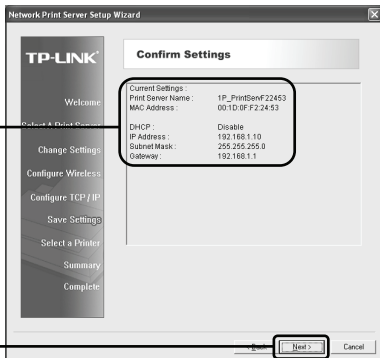 Network Print Server Setup Wizard
TP-LINK
Confirm Settings
Welcome
Select A Print Server
Change Settings
Configure Wireless
Configure TCP/IP
Save Settings
Select a Printer
Summary
Complete
Current Settings :
Print Server Name : 1P_PrintServF22453
MAC Address : 00:1D:0F:F2:24:53
DHCP : Disable
IP Address : 192.168.1.10
Subnet Mask : 255.255.255.0
Gateway : 192.168.1.1
< Back Next > Cancel